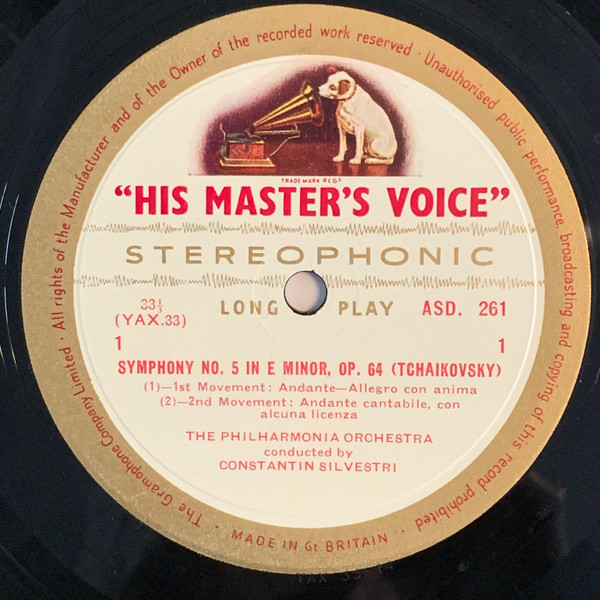 The Gramophone Company Limited · All rights of the Manufacturer and of the Owner of the recorded work reserved · Unauthorised public performance, broadcasting and copying of this record prohibited
TRADE MARK REGD
"HIS MASTER'S VOICE"
STEREOPHONIC
33⅓
(YAX.33)
LONG PLAY
ASD. 261
1
1
SYMPHONY NO. 5 IN E MINOR, OP. 64 (TCHAIKOVSKY)
(1)—1st Movement: Andante—Allegro con anima
(2)—2nd Movement: Andante cantabile, con
alcuna licenza
THE PHILHARMONIA ORCHESTRA
conducted by
CONSTANTIN SILVESTRI
· MADE IN Gt. BRITAIN ·